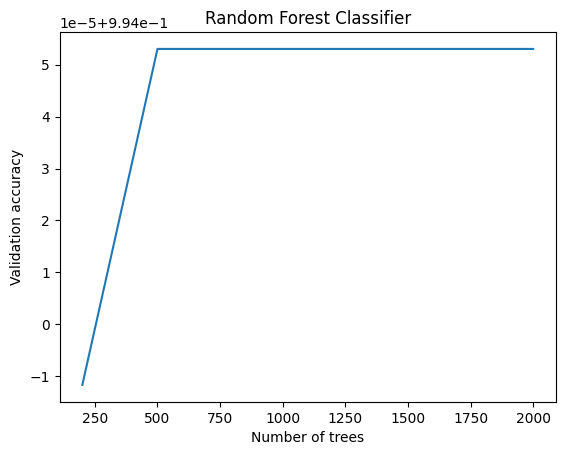 Random Forest Classifier
1e-5+9.94e-1
5
4
3
2
1
0
−1
Validation accuracy
250 500 750 1000 1250 1500 1750 2000
Number of trees